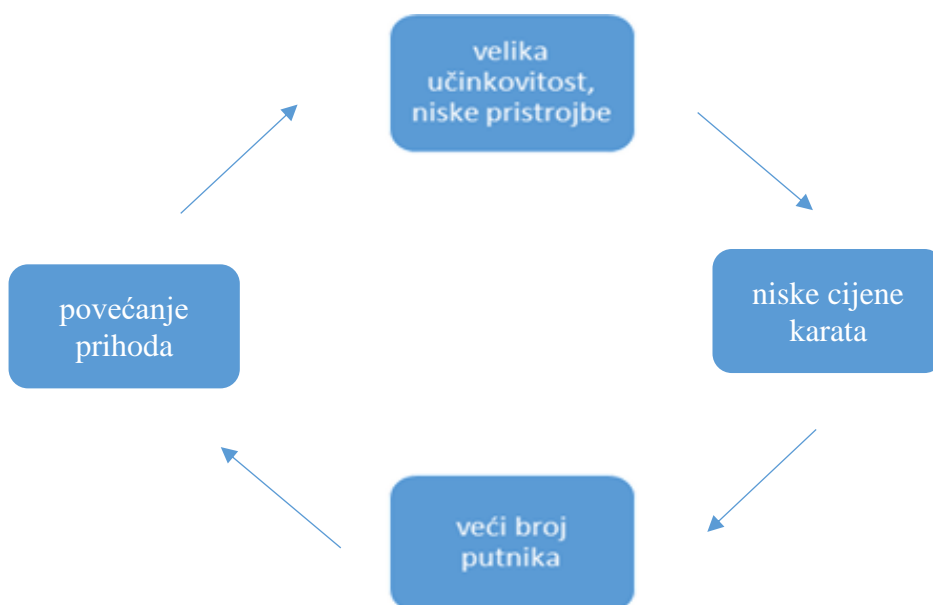 velika
učinkovitost,
niske pristrojbe
niske cijene
karata
veći broj
putnika
povećanje
prihoda